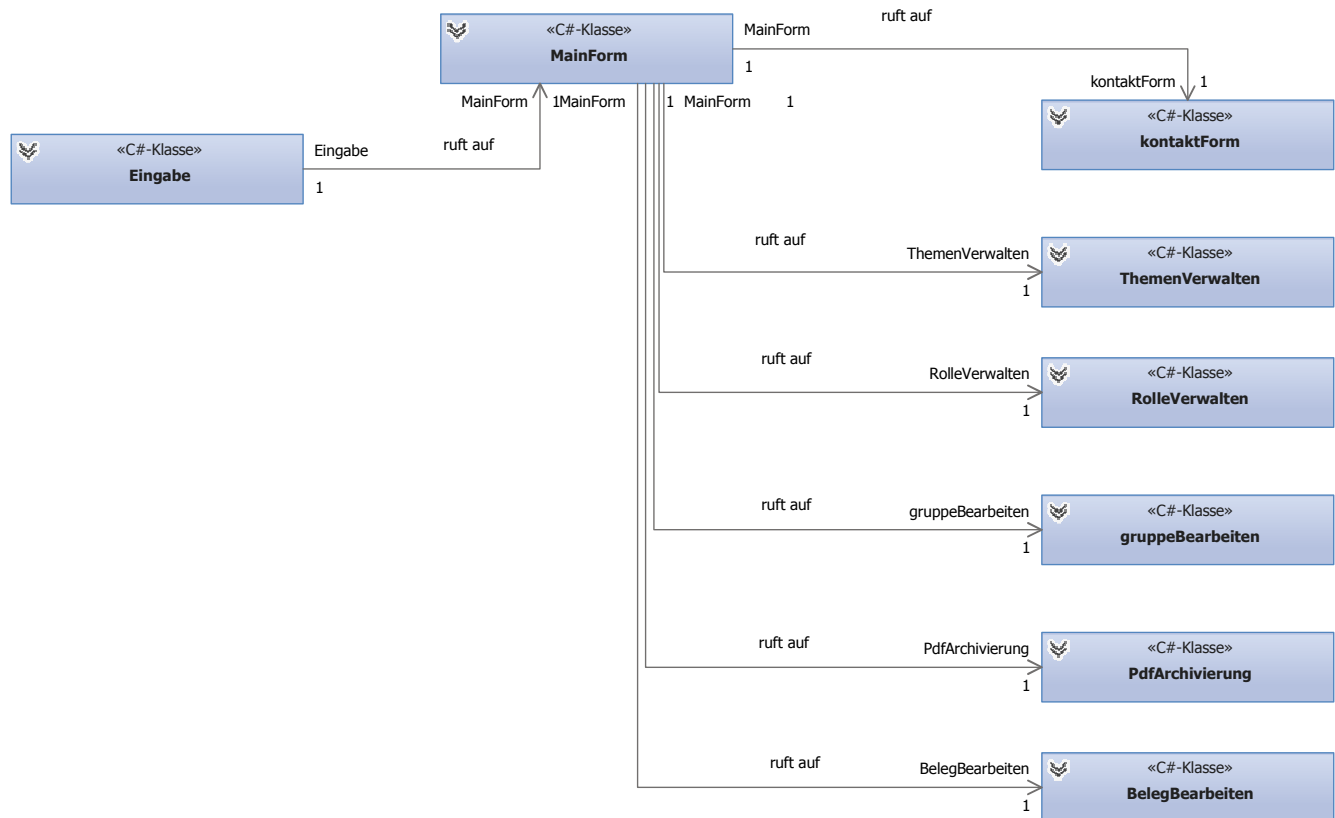 ruft auf
«C#-Klasse»
MainForm
MainForm
1
kontaktForm 1
MainForm 1MainForm 1 MainForm 1
«C#-Klasse»
kontaktForm
«C#-Klasse»
Eingabe
Eingabe
1
ruft auf
ruft auf
ThemenVerwalten
1
«C#-Klasse»
ThemenVerwalten
ruft auf
RolleVerwalten
1
«C#-Klasse»
RolleVerwalten
ruft auf
gruppeBearbeiten
1
«C#-Klasse»
gruppeBearbeiten
ruft auf
PdfArchivierung
1
«C#-Klasse»
PdfArchivierung
ruft auf
BelegBearbeiten
1
«C#-Klasse»
BelegBearbeiten